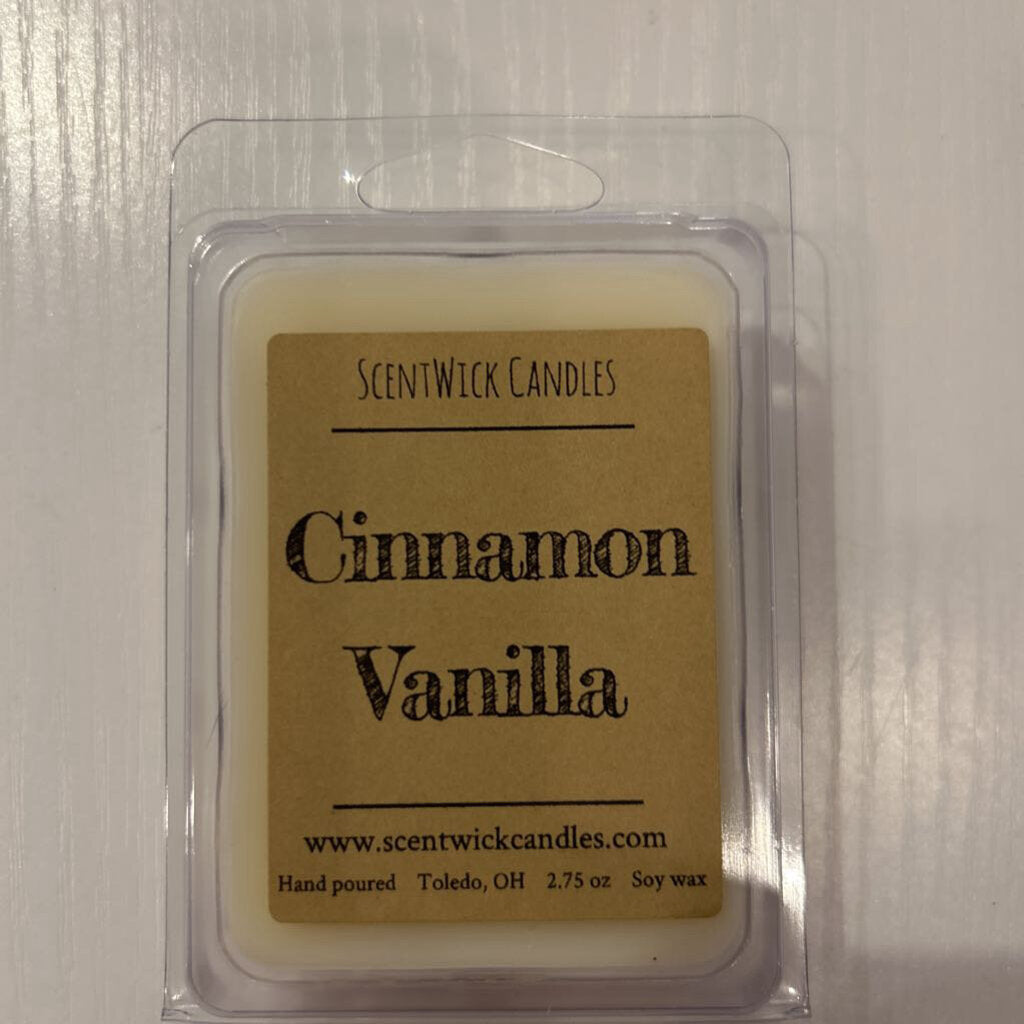 ScentWick Candles
Cinnamon
Vanilla
www.scentwickcandles.com
Hand poured Toledo, OH 2.75 oz Soy wax